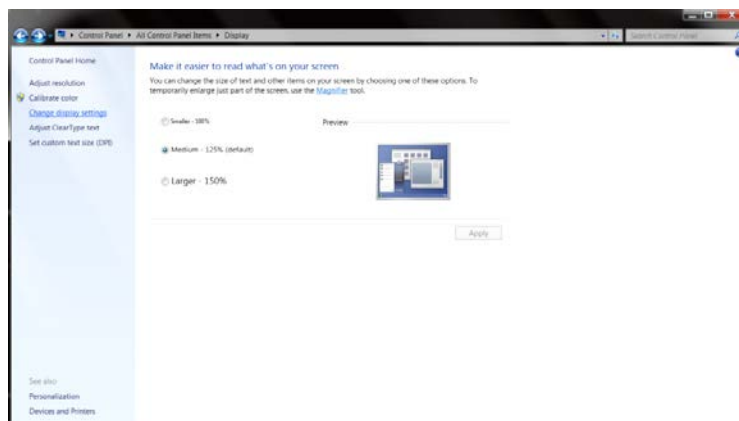 Control Panel ▸ All Control Panel Items ▸ Display
Search Control Panel
Control Panel Home
Adjust resolution
Calibrate color
Change display settings
Adjust ClearType text
Set custom text size (DPI)
Make it easier to read what's on your screen
You can change the size of text and other items on your screen by choosing one of these options. To
temporarily enlarge just part of the screen, use the Magnifier tool.
Smaller - 100%
Preview
Medium - 125% (default)
Larger - 150%
Apply
See also
Personalization
Devices and Printers